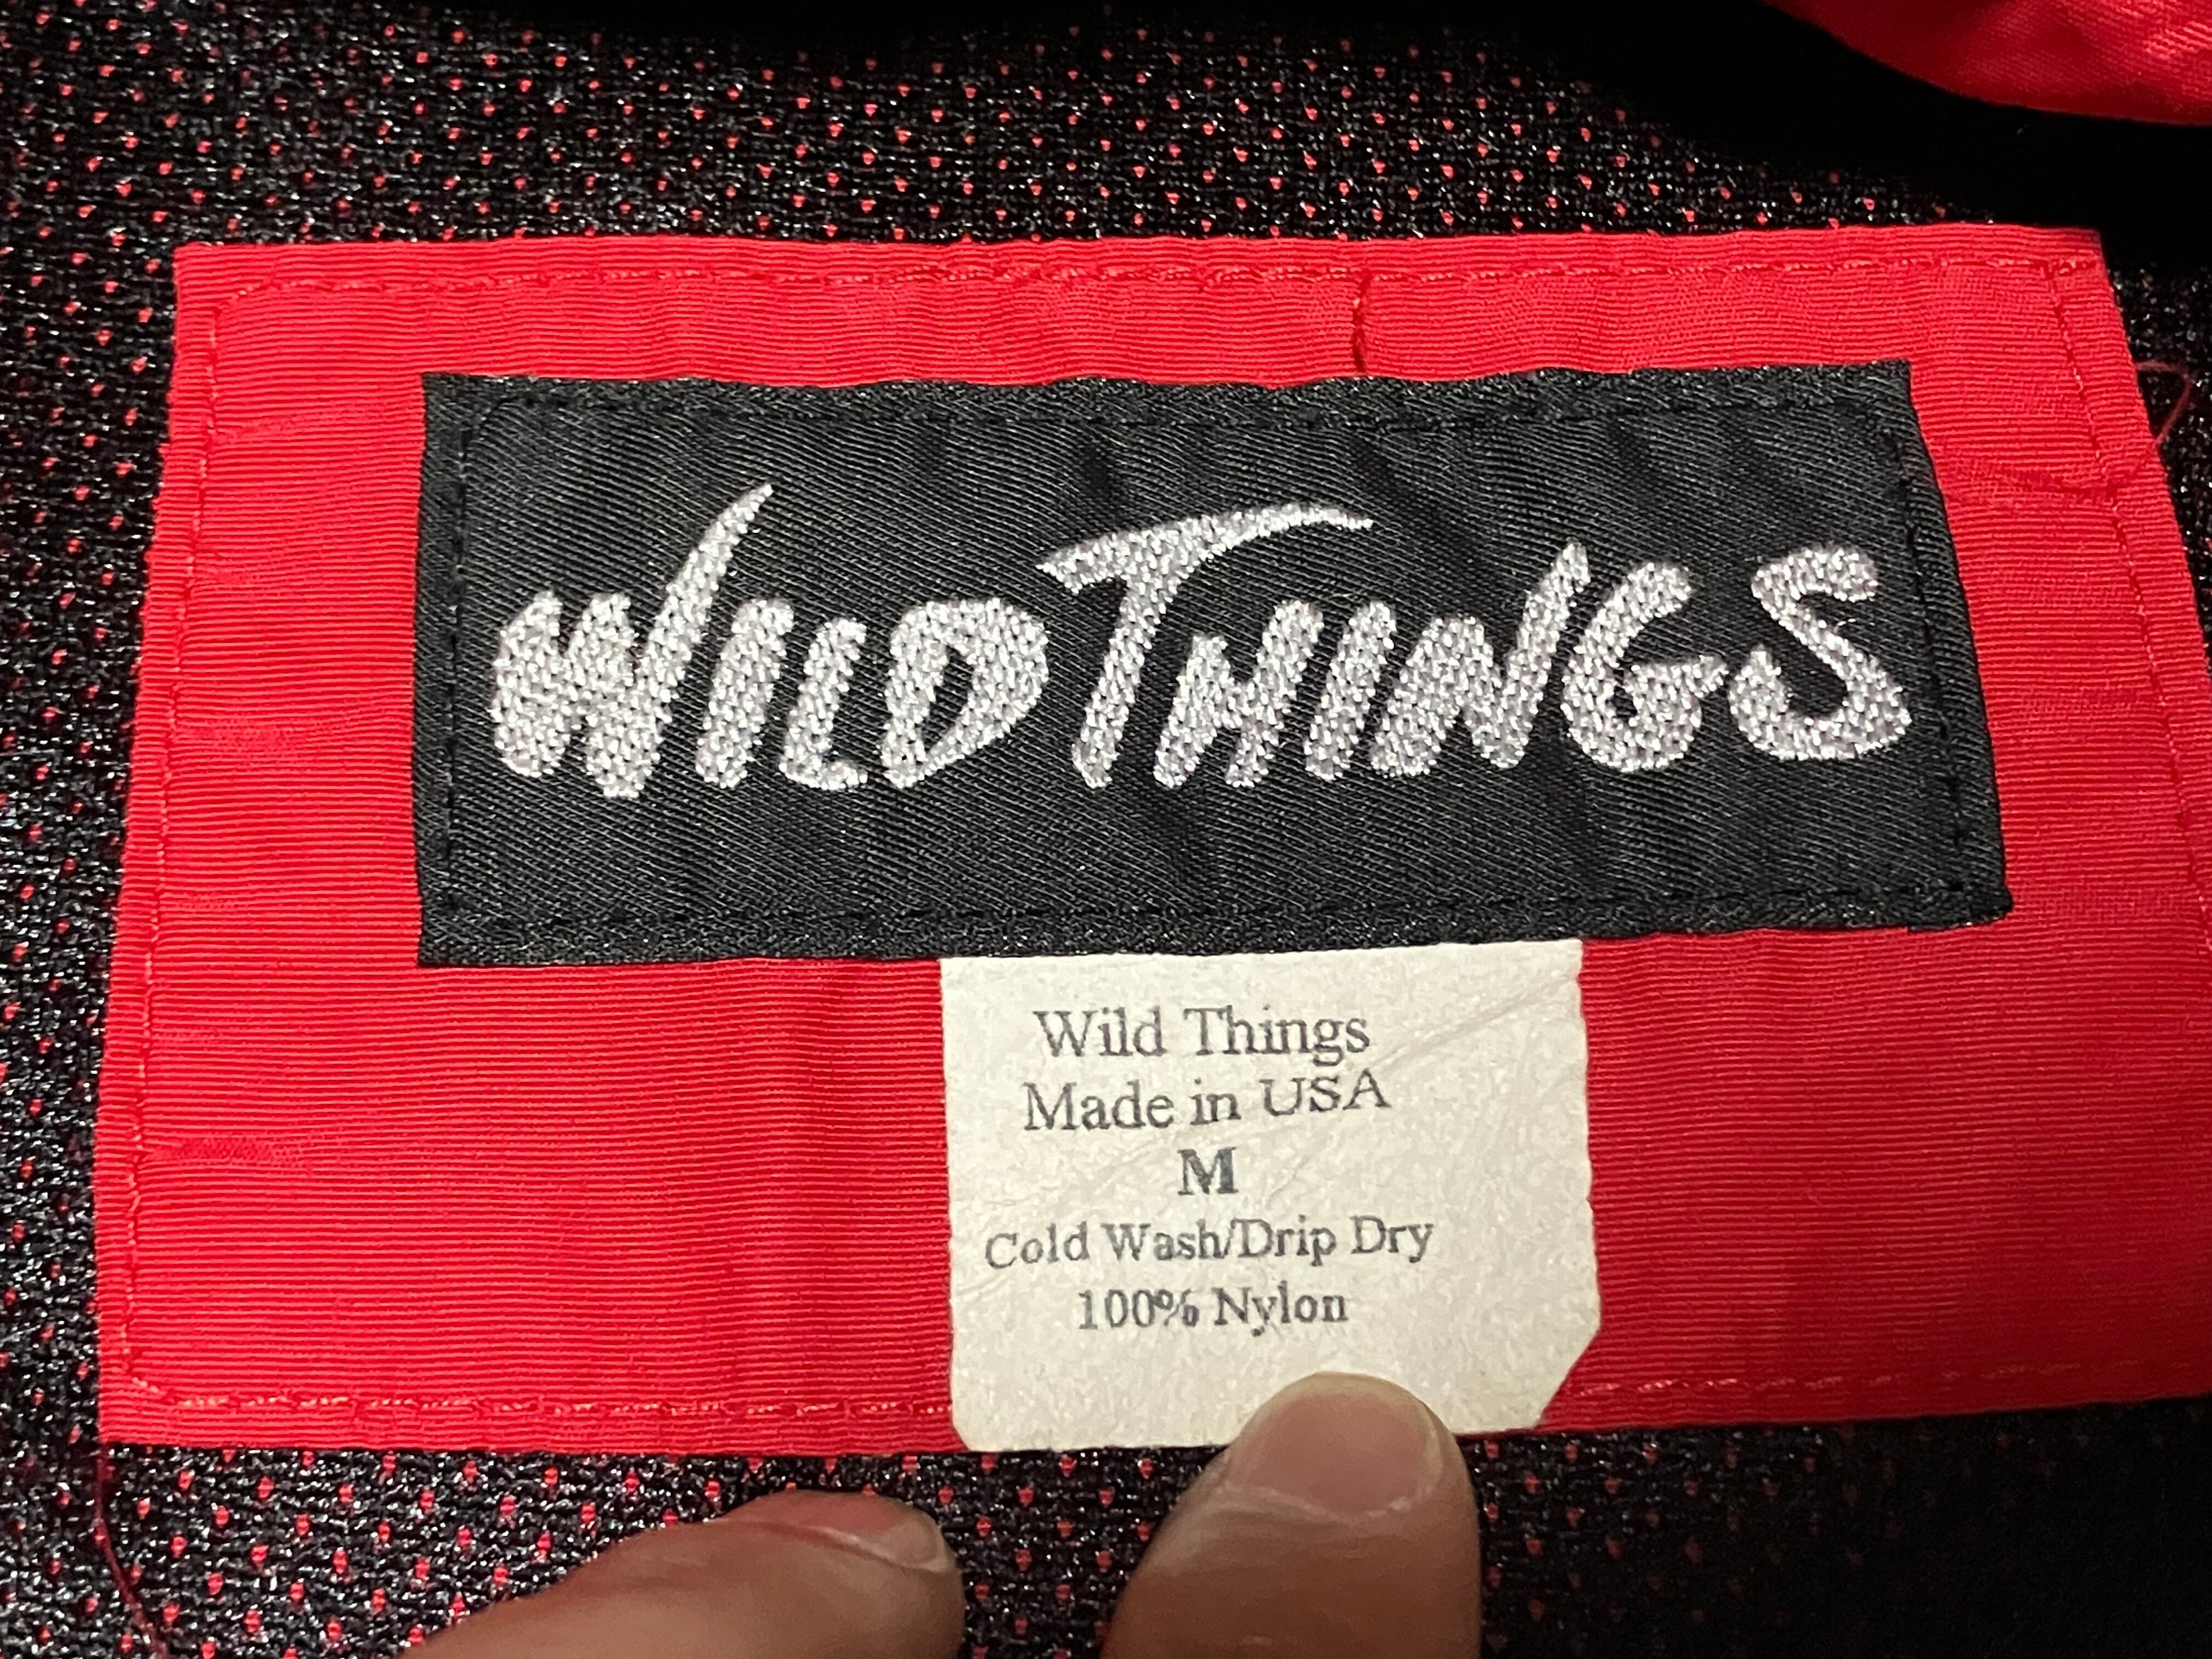 WILD THINGS
Wild Things
Made in USA
M
Cold Wash/Drip Dry
100% Nylon